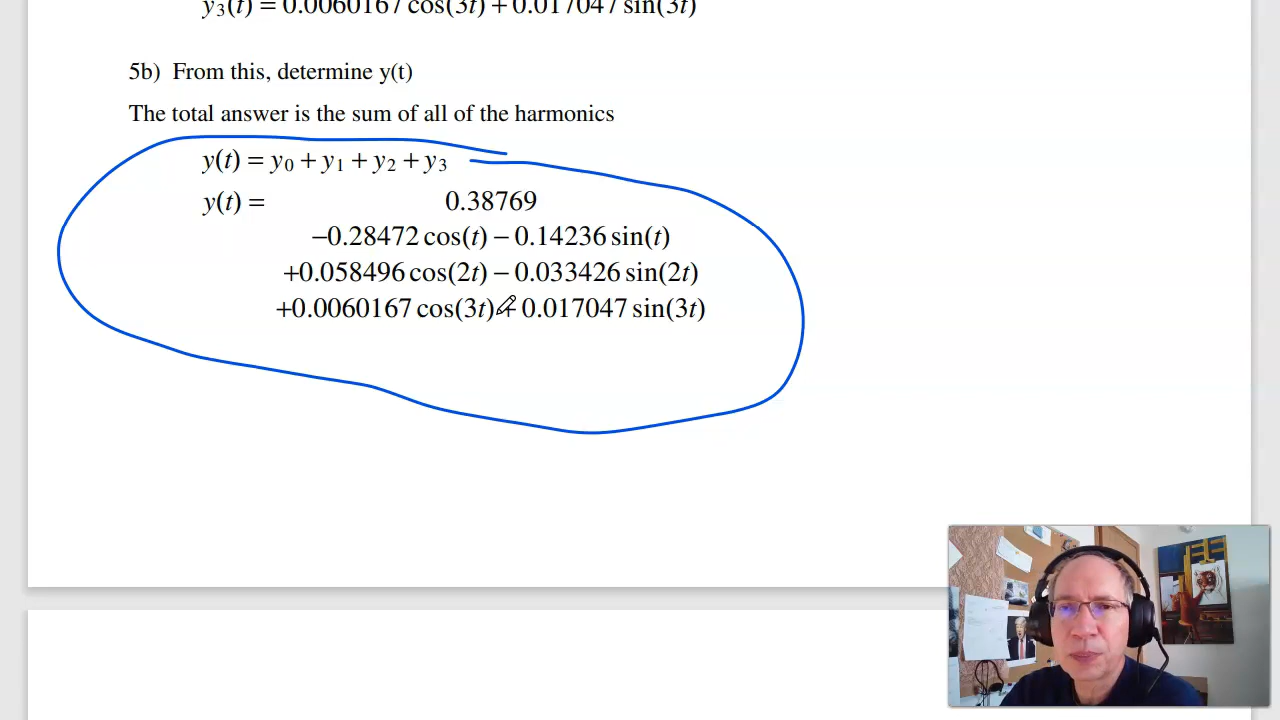 y₃(t) = 0.0060167 cos(3t) + 0.017047 sin(3t)
5b) From this, determine y(t)
The total answer is the sum of all of the harmonics
y(t) = y₀ + y₁ + y₂ + y₃
y(t) = 0.38769
−0.28472 cos(t) − 0.14236 sin(t)
+0.058496 cos(2t) − 0.033426 sin(2t)
+0.0060167 cos(3t) 0.017047 sin(3t)